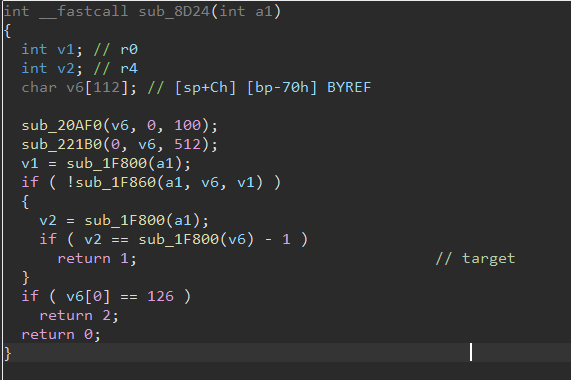 int __fastcall sub_8D24(int a1)
{
  int v1; // r0
  int v2; // r4
  char v6[112]; // [sp+Ch] [bp-70h] BYREF

  sub_20AF0(v6, 0, 100);
  sub_221B0(0, v6, 512);
  v1 = sub_1F800(a1);
  if ( !sub_1F860(a1, v6, v1) )
  {
    v2 = sub_1F800(a1);
    if ( v2 == sub_1F800(v6) - 1 )
      return 1;                                 // target
  }
  if ( v6[0] == 126 )
    return 2;
  return 0;
}